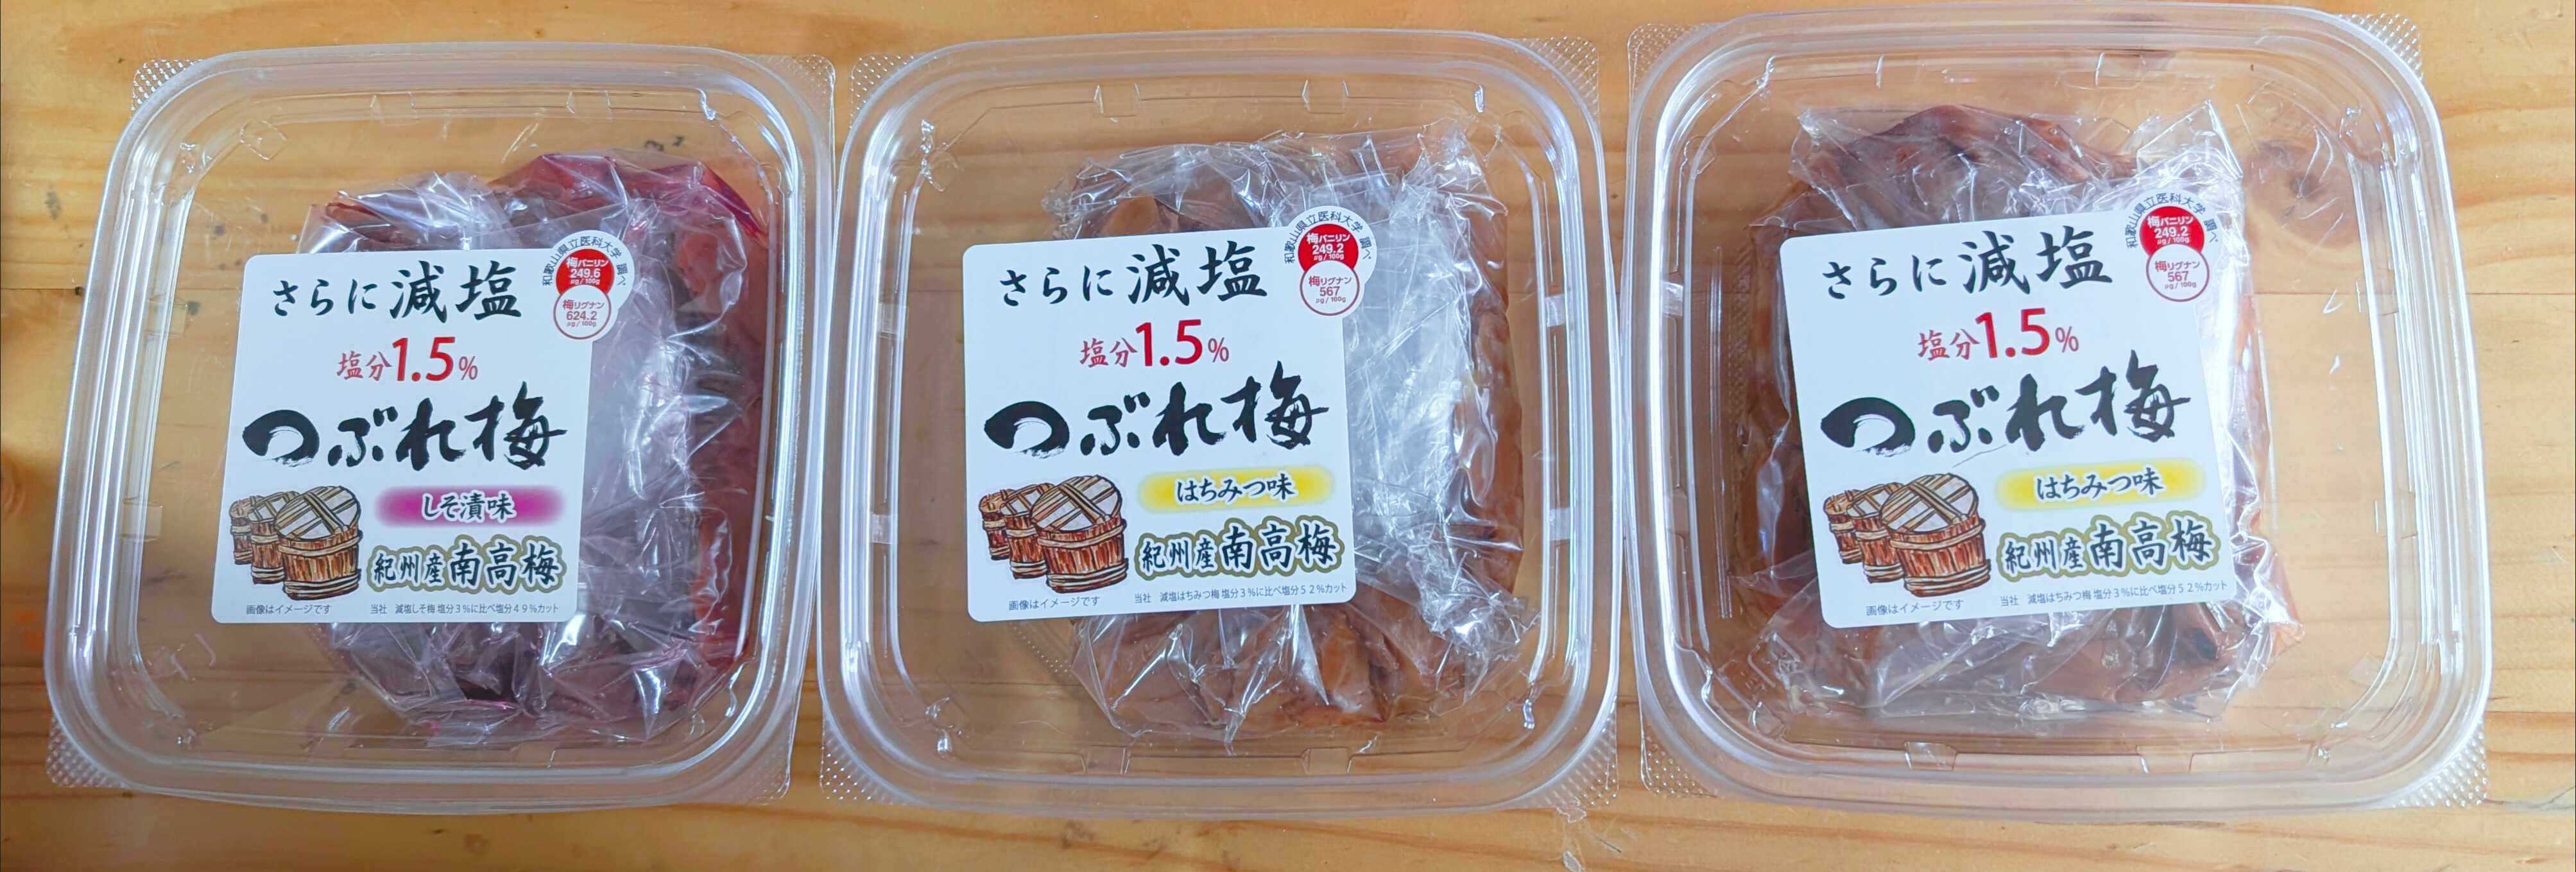 和歌山県立医科大学 調べ
梅バニリン
249.6
μg/100g
梅リグナン
624.2
μg/100g
さらに減塩
塩分1.5%
つぶれ梅
しそ漬味
紀州産南高梅
画像はイメージです
当社 減塩しそ梅 塩分3%に比べ塩分49%カット
和歌山県立医科大学 調べ
梅バニリン
249.2
μg/100g
梅リグナン
567
μg/100g
さらに減塩
塩分1.5%
つぶれ梅
はちみつ味
紀州産南高梅
画像はイメージです
当社 減塩はちみつ梅 塩分3%に比べ塩分52%カット
和歌山県立医科大学 調べ
梅バニリン
249.2
μg/100g
梅リグナン
567
μg/100g
さらに減塩
塩分1.5%
つぶれ梅
はちみつ味
紀州産南高梅
画像はイメージです
当社 減塩はちみつ梅 塩分3%に比べ塩分52%カット